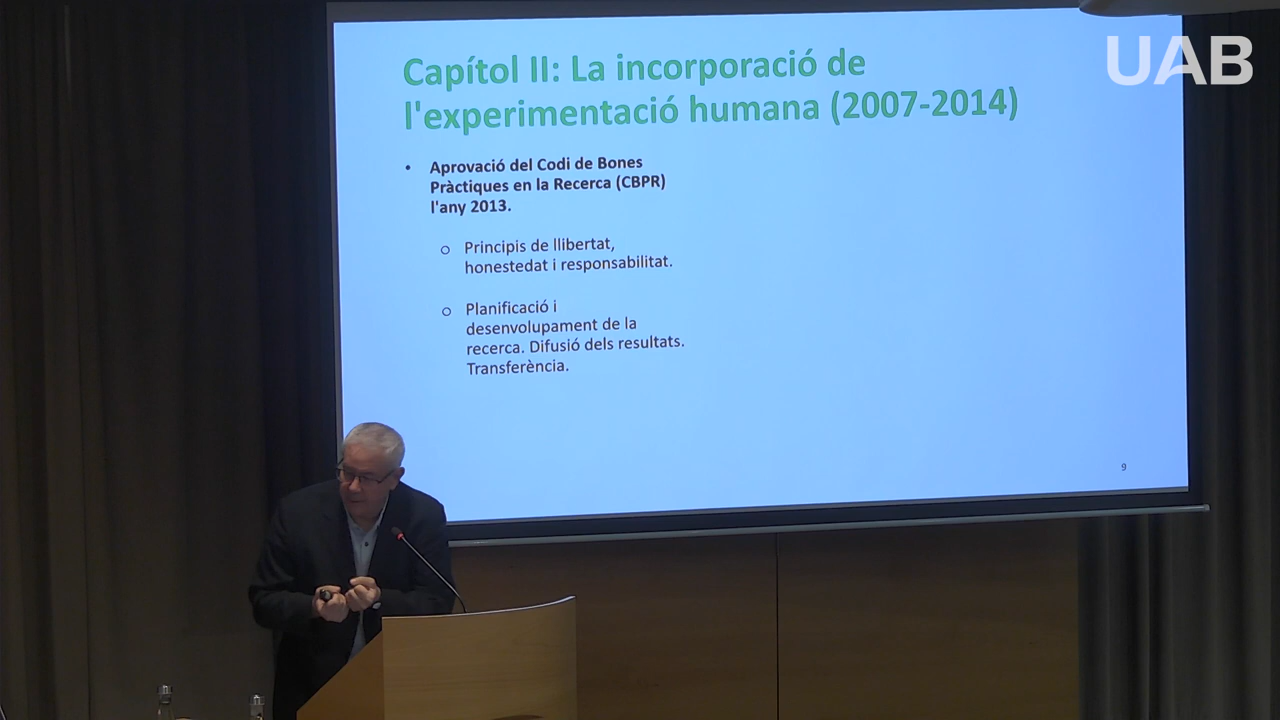 UAB
Capítol II: La incorporació de
l'experimentació humana (2007-2014)
• Aprovació del Codi de Bones
Pràctiques en la Recerca (CBPR)
l'any 2013.
o Principis de llibertat,
honestedat i responsabilitat.
o Planificació i
desenvolupament de la
recerca. Difusió dels resultats.
Transferència.
9